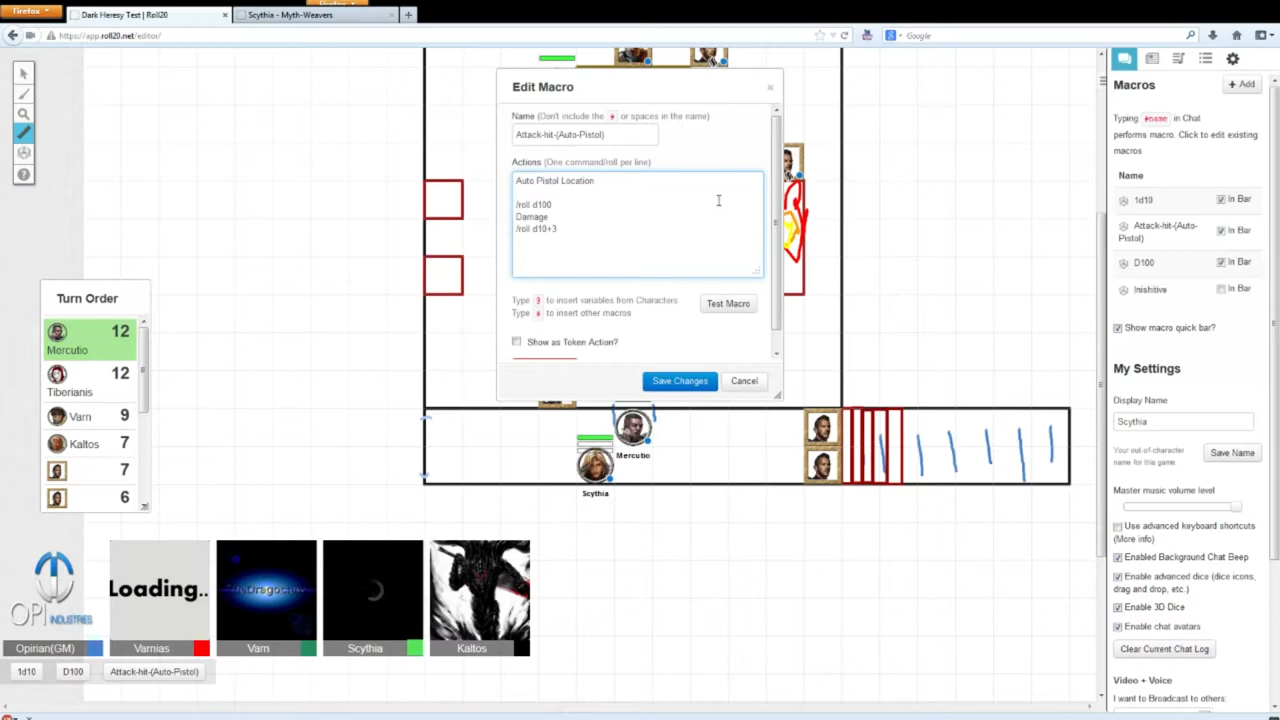 Firefox
Dark Heresy Test | Roll20
Scythia - Myth-Weavers
https://app.roll20.net/editor/
Google
Edit Macro
Name (Don't include the # or spaces in the name)
Attack-hit-(Auto-Pistol)
Actions (One command/roll per line)
Auto Pistol Location
/roll d100
Damage
/roll d10+3
Type @ to insert variables from Characters
Type # to insert other macros
Test Macro
Show as Token Action?
Save Changes
Cancel
Macros
+ Add
Typing #name in Chat
performs macro. Click to edit existing
macros
Name
1d10
In Bar
Attack-hit-(Auto-
Pistol)
In Bar
D100
In Bar
Inishitive
In Bar
Show macro quick bar?
My Settings
Display Name
Scythia
Your out-of-character
name for this game.
Save Name
Master music volume level
Use advanced keyboard shortcuts
(More info)
Enabled Background Chat Beep
Enable advanced dice (dice icons,
drag and drop, etc.)
Enable 3D Dice
Enable chat avatars
Clear Current Chat Log
Video + Voice
I want to Broadcast to others:
Turn Order
Mercutio
12
Tiberianis
12
Varn
9
Kaltos
7
7
6
Mercutio
Scythia
OPI
INDUSTRIES
Loading..
Opirian(GM)
Varnias
Varn
Scythia
Kaltos
1d10
D100
Attack-hit-(Auto-Pistol)